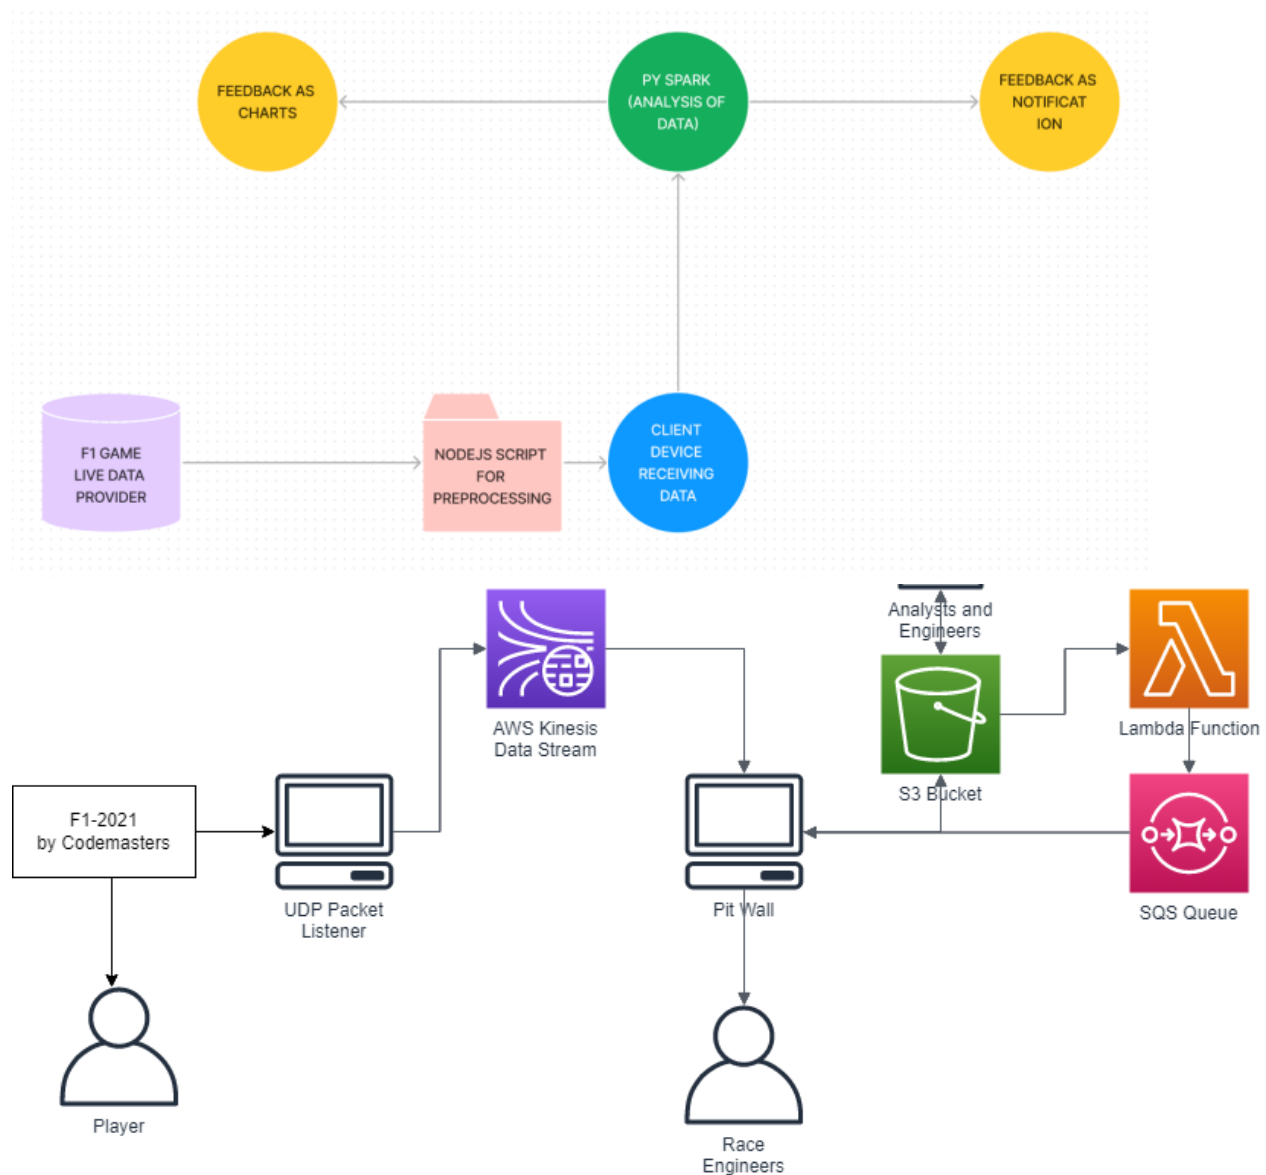 FEEDBACK AS
CHARTS
PY SPARK
(ANALYSIS OF
DATA)
FEEDBACK AS
NOTIFICAT
ION
F1 GAME
LIVE DATA
PROVIDER
NODEJS SCRIPT
FOR
PREPROCESSING
CLIENT
DEVICE
RECEIVING
DATA
Analysts and
Engineers
AWS Kinesis
Data Stream
Lambda Function
S3 Bucket
F1-2021
by Codemasters
UDP Packet
Listener
Pit Wall
SQS Queue
Player
Race
Engineers